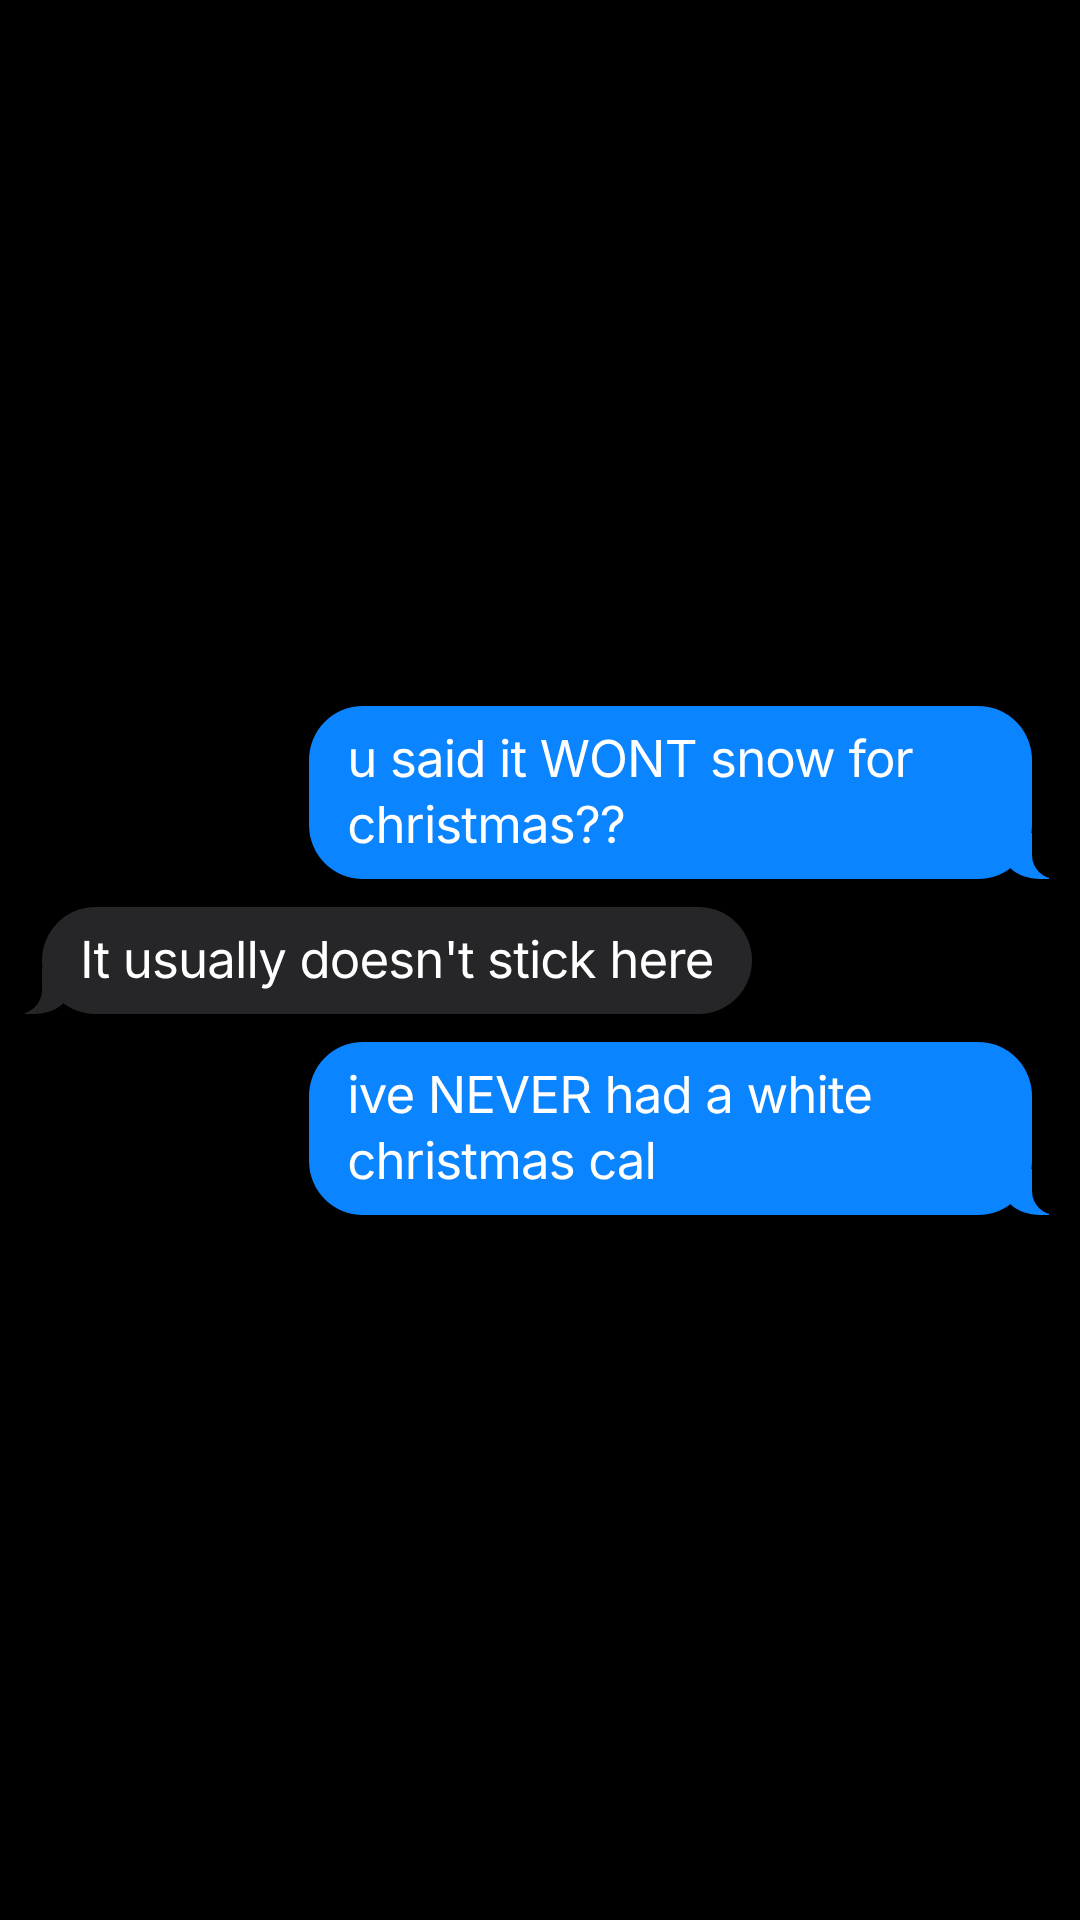 u said it WONT snow for
christmas??
It usually doesn't stick here
ive NEVER had a white
christmas cal